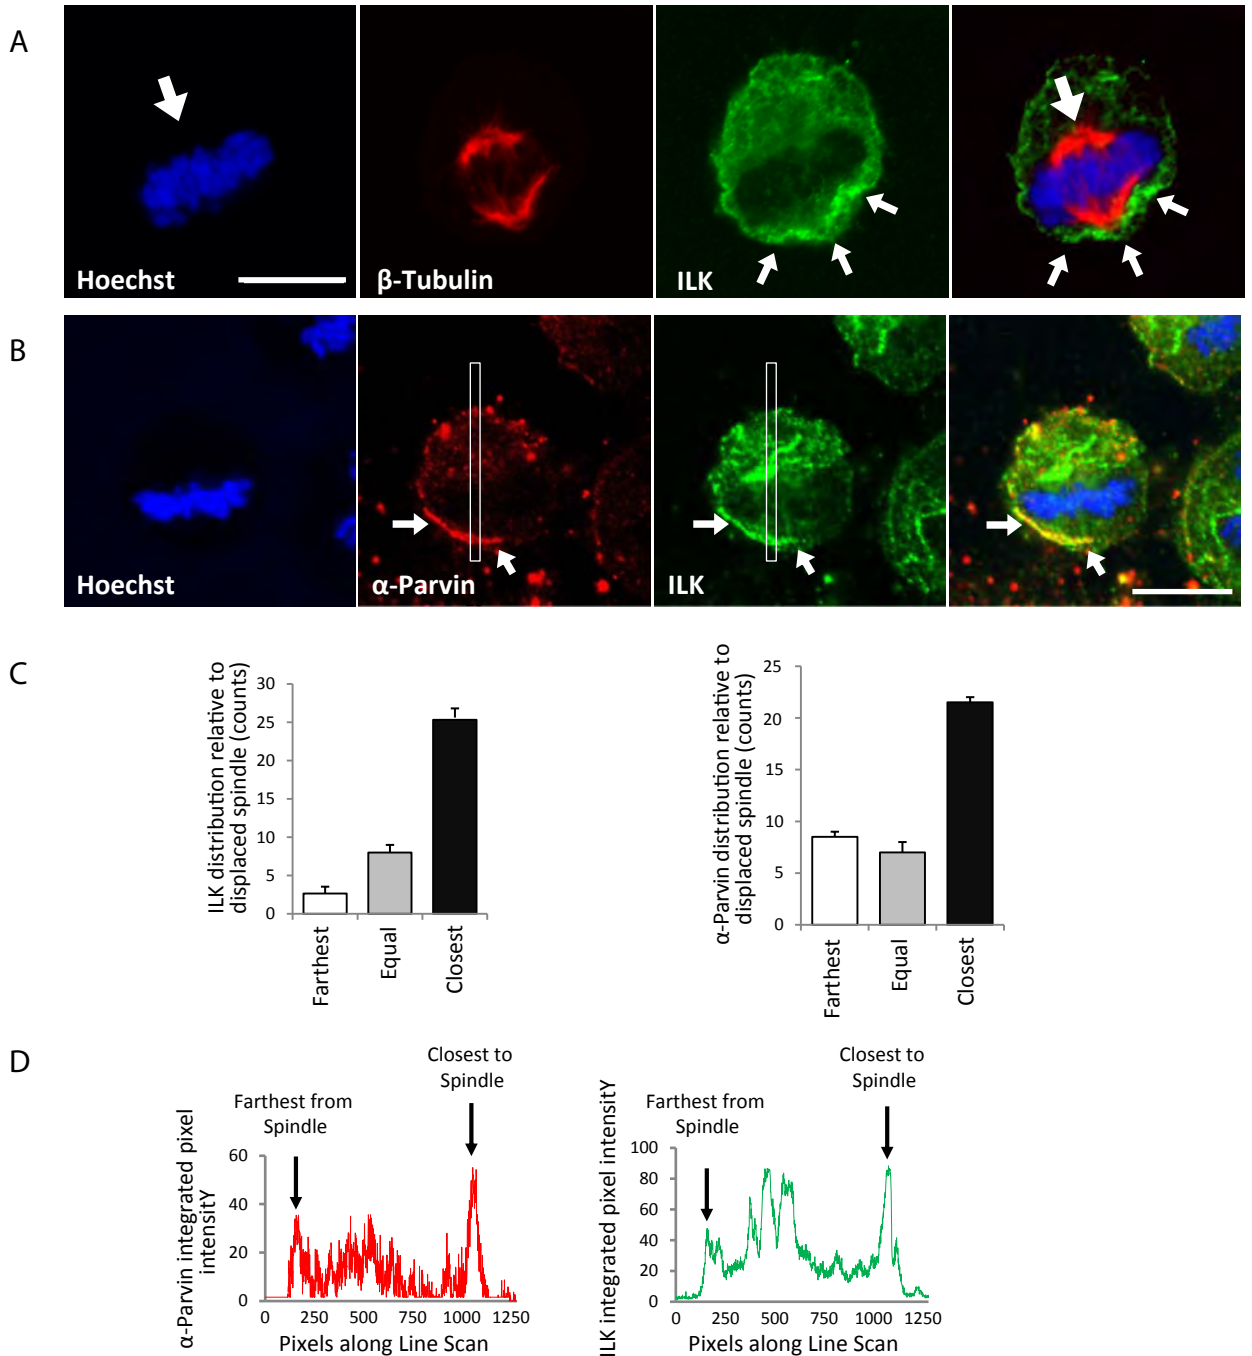 A
Hoechst
β-Tubulin
ILK
B
Hoechst
α-Parvin
ILK
C
ILK distribution relative to
displaced spindle (counts)
30
25
20
15
10
5
0
Farthest
Equal
Closest
α-Parvin distribution relative to
displaced spindle (counts)
25
20
15
10
5
0
Farthest
Equal
Closest
D
α-Parvin integrated pixel
intensitY
Farthest from
Spindle
Closest to
Spindle
60
40
20
0
0 250 500 750 1000 1250
Pixels along Line Scan
ILK integrated pixel intensitY
Farthest from
Spindle
Closest to
Spindle
100
80
60
40
20
0
0 250 500 750 1000 1250
Pixels along Line Scan